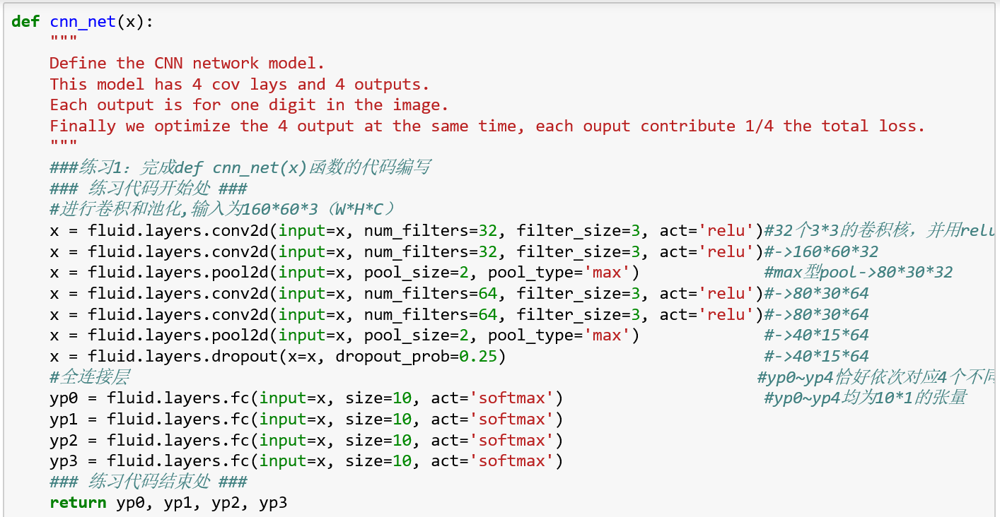 def cnn_net(x):
"""
Define the CNN network model.
This model has 4 cov lays and 4 outputs.
Each output is for one digit in the image.
Finally we optimize the 4 output at the same time, each ouput contribute 1/4 the total loss.
"""
###练习1：完成def cnn_net(x)函数的代码编写
### 练习代码开始处 ###
#进行卷积和池化,输入为160*60*3（W*H*C）
x = fluid.layers.conv2d(input=x, num_filters=32, filter_size=3, act='relu')#32个3*3的卷积核，并用relu
x = fluid.layers.conv2d(input=x, num_filters=32, filter_size=3, act='relu')#->160*60*32
x = fluid.layers.pool2d(input=x, pool_size=2, pool_type='max') #max型pool->80*30*32
x = fluid.layers.conv2d(input=x, num_filters=64, filter_size=3, act='relu')#->80*30*64
x = fluid.layers.conv2d(input=x, num_filters=64, filter_size=3, act='relu')#->80*30*64
x = fluid.layers.pool2d(input=x, pool_size=2, pool_type='max') #->40*15*64
x = fluid.layers.dropout(x=x, dropout_prob=0.25) #->40*15*64
#全连接层 #yp0~yp4恰好依次对应4个不同
yp0 = fluid.layers.fc(input=x, size=10, act='softmax') #yp0~yp4均为10*1的张量
yp1 = fluid.layers.fc(input=x, size=10, act='softmax')
yp2 = fluid.layers.fc(input=x, size=10, act='softmax')
yp3 = fluid.layers.fc(input=x, size=10, act='softmax')
### 练习代码结束处 ###
return yp0, yp1, yp2, yp3